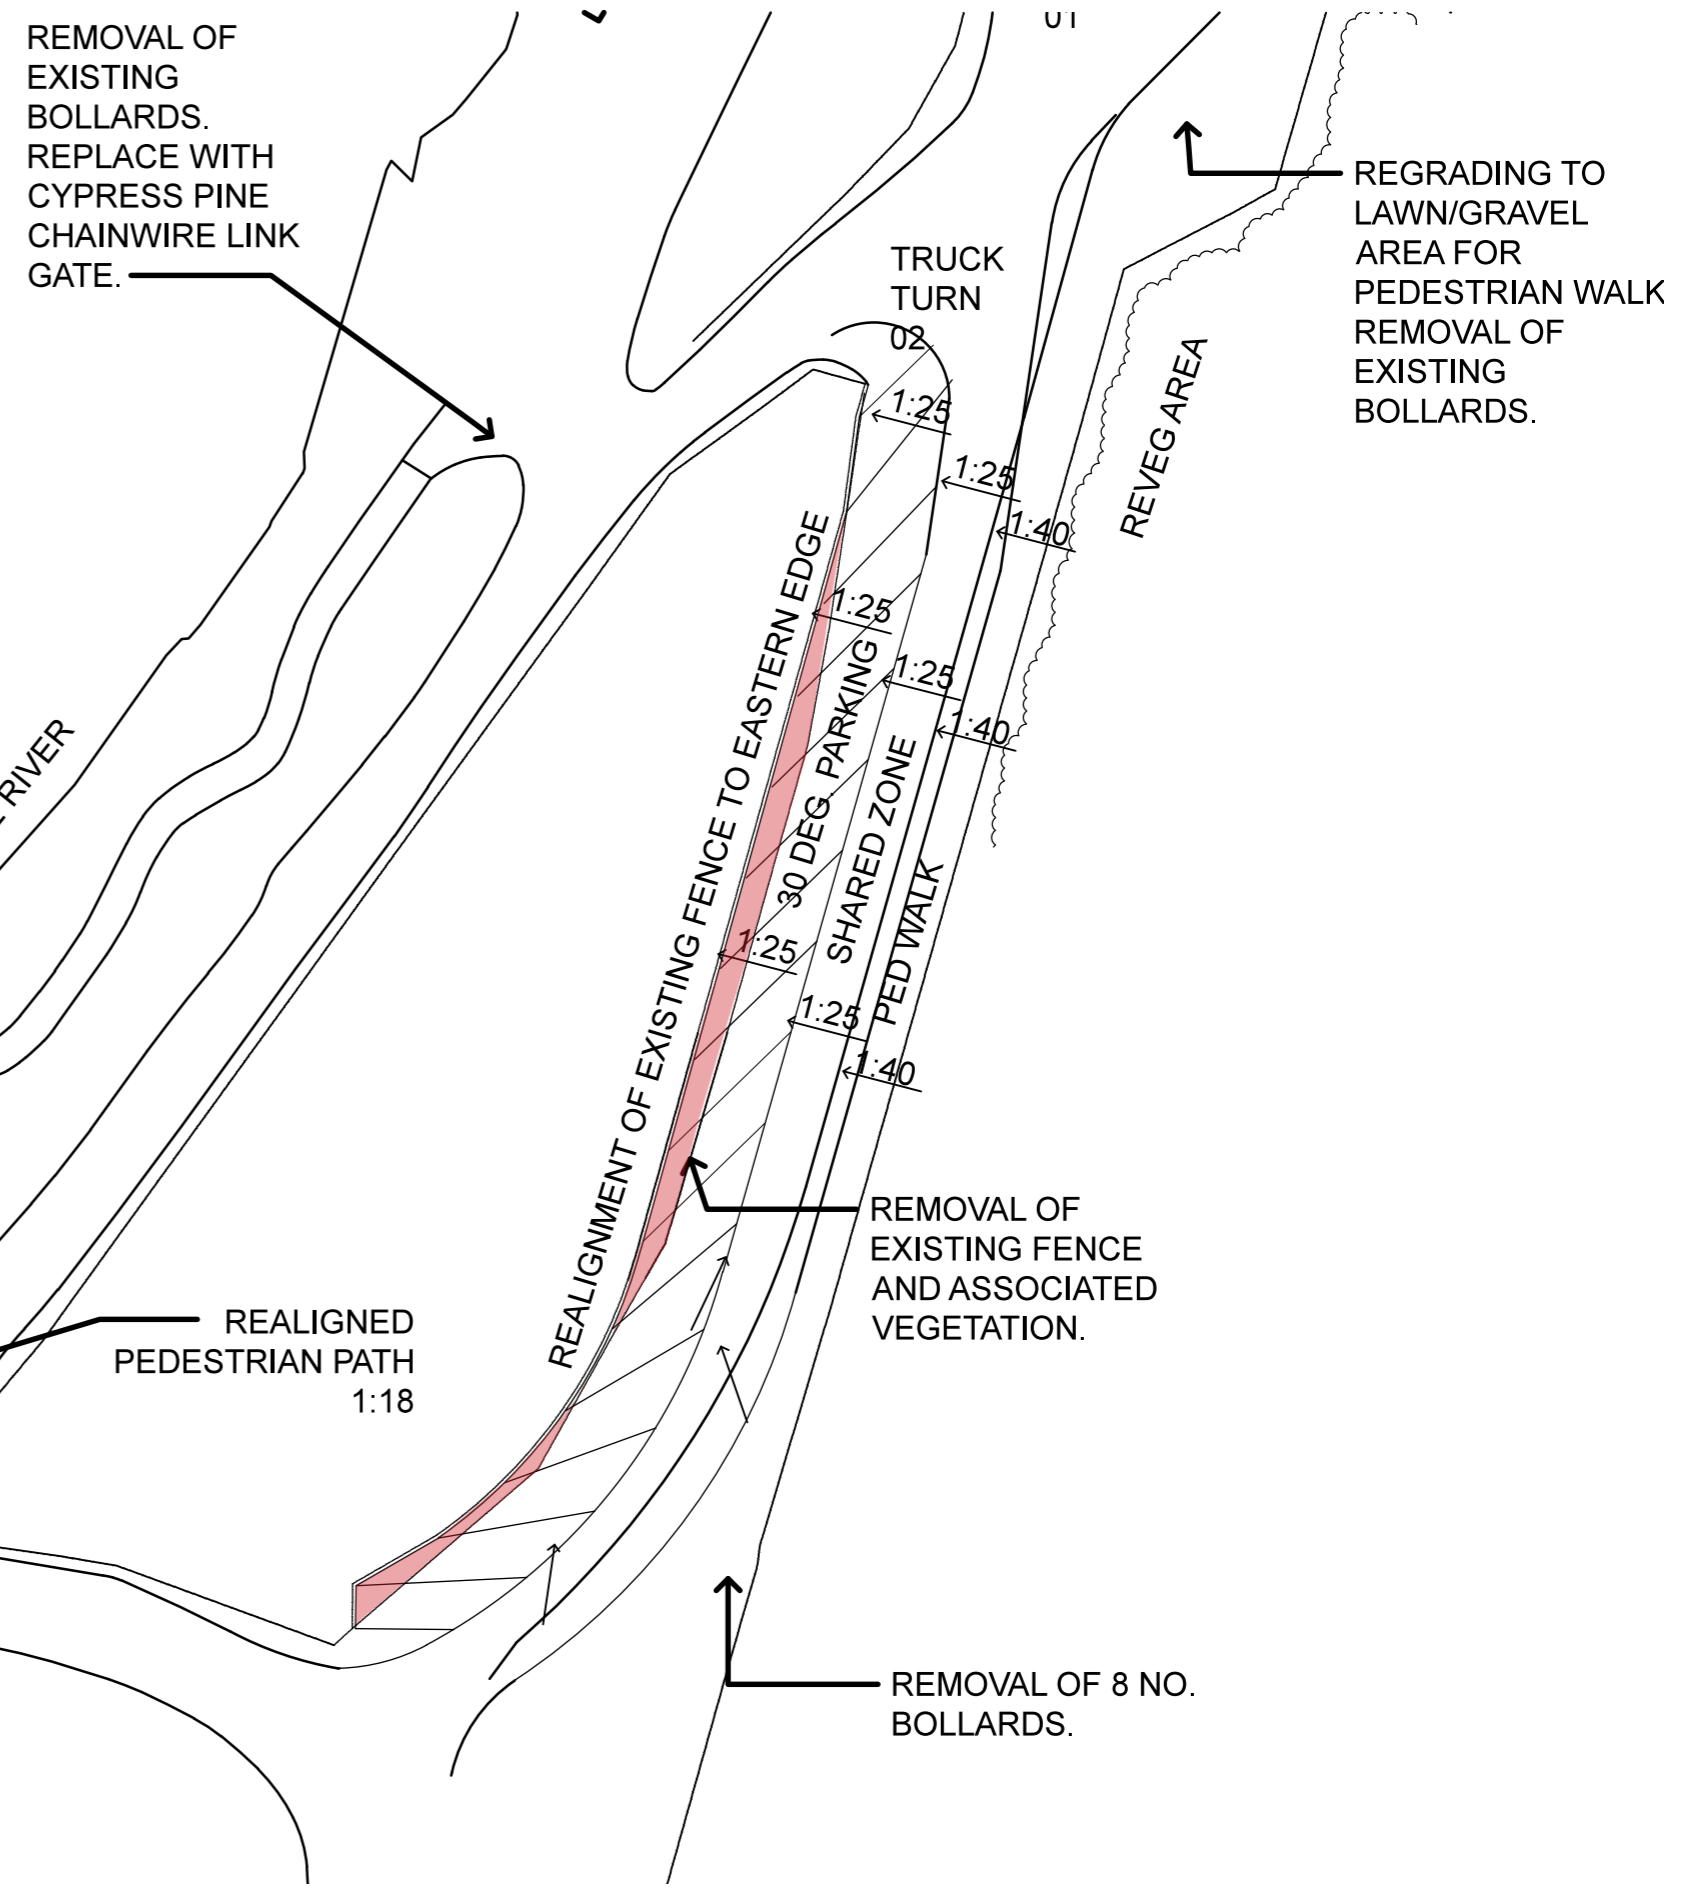 REMOVAL OF
EXISTING
BOLLARDS.
REPLACE WITH
CYPRESS PINE
CHAINWIRE LINK
GATE.
TRUCK
TURN
02
REGRADING TO
LAWN/GRAVEL
AREA FOR
PEDESTRIAN WALK
REMOVAL OF
EXISTING
BOLLARDS.
REVEG AREA
1:25
1:25
1:40
1:25
1:25
1:40
1:25
1:25
1:40
REALIGNMENT OF EXISTING FENCE TO EASTERN EDGE
30 DEG. PARKING
SHARED ZONE
PED WALK
RIVER
REMOVAL OF
EXISTING FENCE
AND ASSOCIATED
VEGETATION.
REALIGNED
PEDESTRIAN PATH
1:18
REMOVAL OF 8 NO.
BOLLARDS.